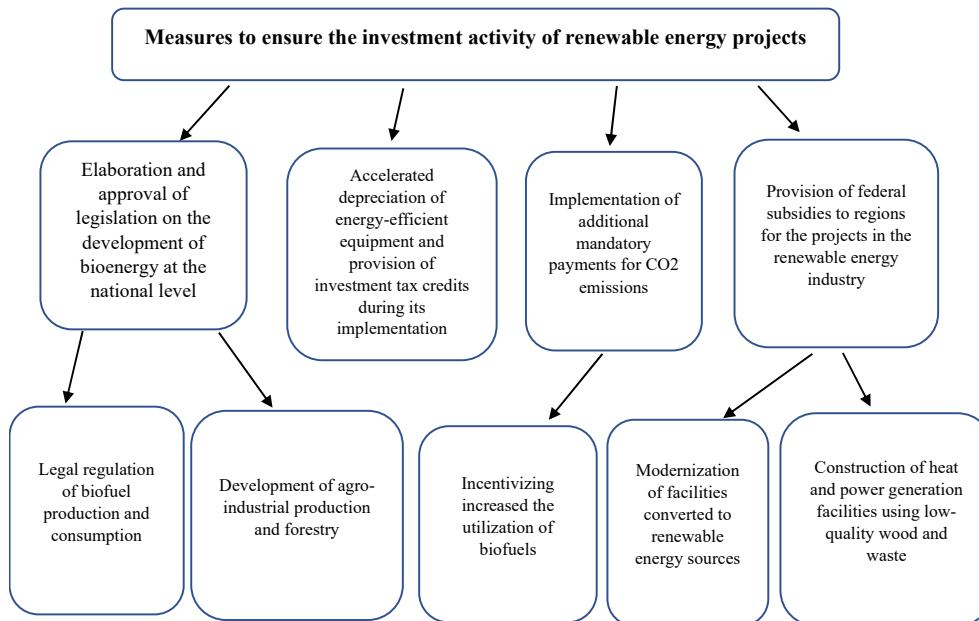 Measures to ensure the investment activity of renewable energy projects
Elaboration and
approval of
legislation on the
development of
bioenergy at the
national level
Accelerated
depreciation of
energy-efficient
equipment and
provision of
investment tax credits
during its
implementation
Implementation of
additional
mandatory
payments for CO2
emissions
Provision of federal
subsidies to regions
for the projects in the
renewable energy
industry
Legal regulation
of biofuel
production and
consumption
Development of agro-
industrial production
and forestry
Incentivizing
increased the
utilization of
biofuels
Modernization
of facilities
converted to
renewable
energy sources
Construction of heat
and power generation
facilities using low-
quality wood and
waste